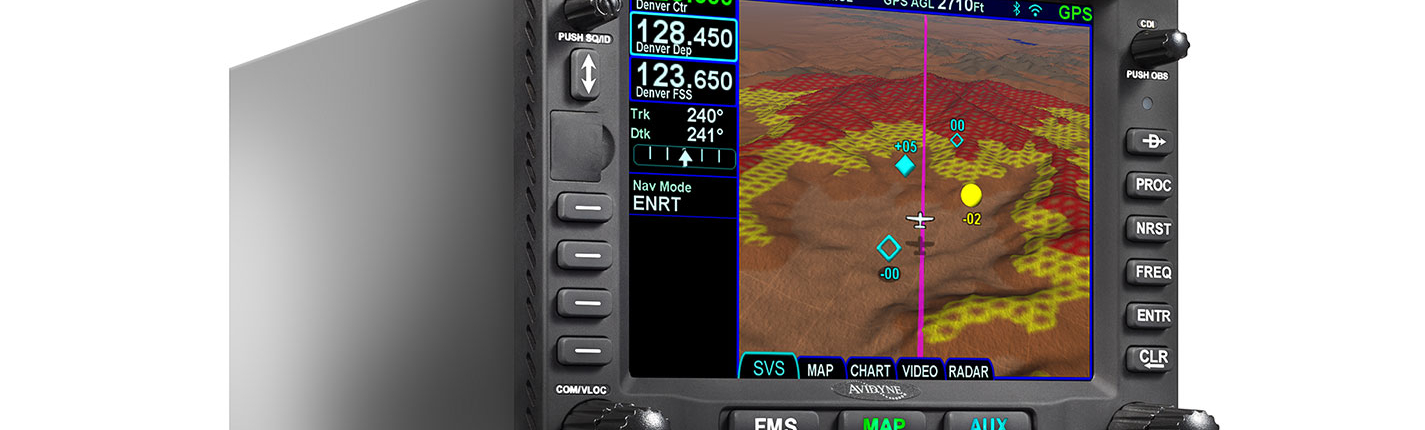 Denver Ctr
128.450
Denver Dep
123.650
Denver FSS
Trk 240°
Dtk 241°
Nav Mode
ENRT
GPS AGL 2710Ft
GPS
00
+05
-02
-00
SVS MAP CHART VIDEO RADAR
AVIDYNE
FMS MAP AUX
PUSH SQ/ID
COM/VLOC
CDI
PUSH OBS
D
PROC
NRST
FREQ
ENTR
CLR